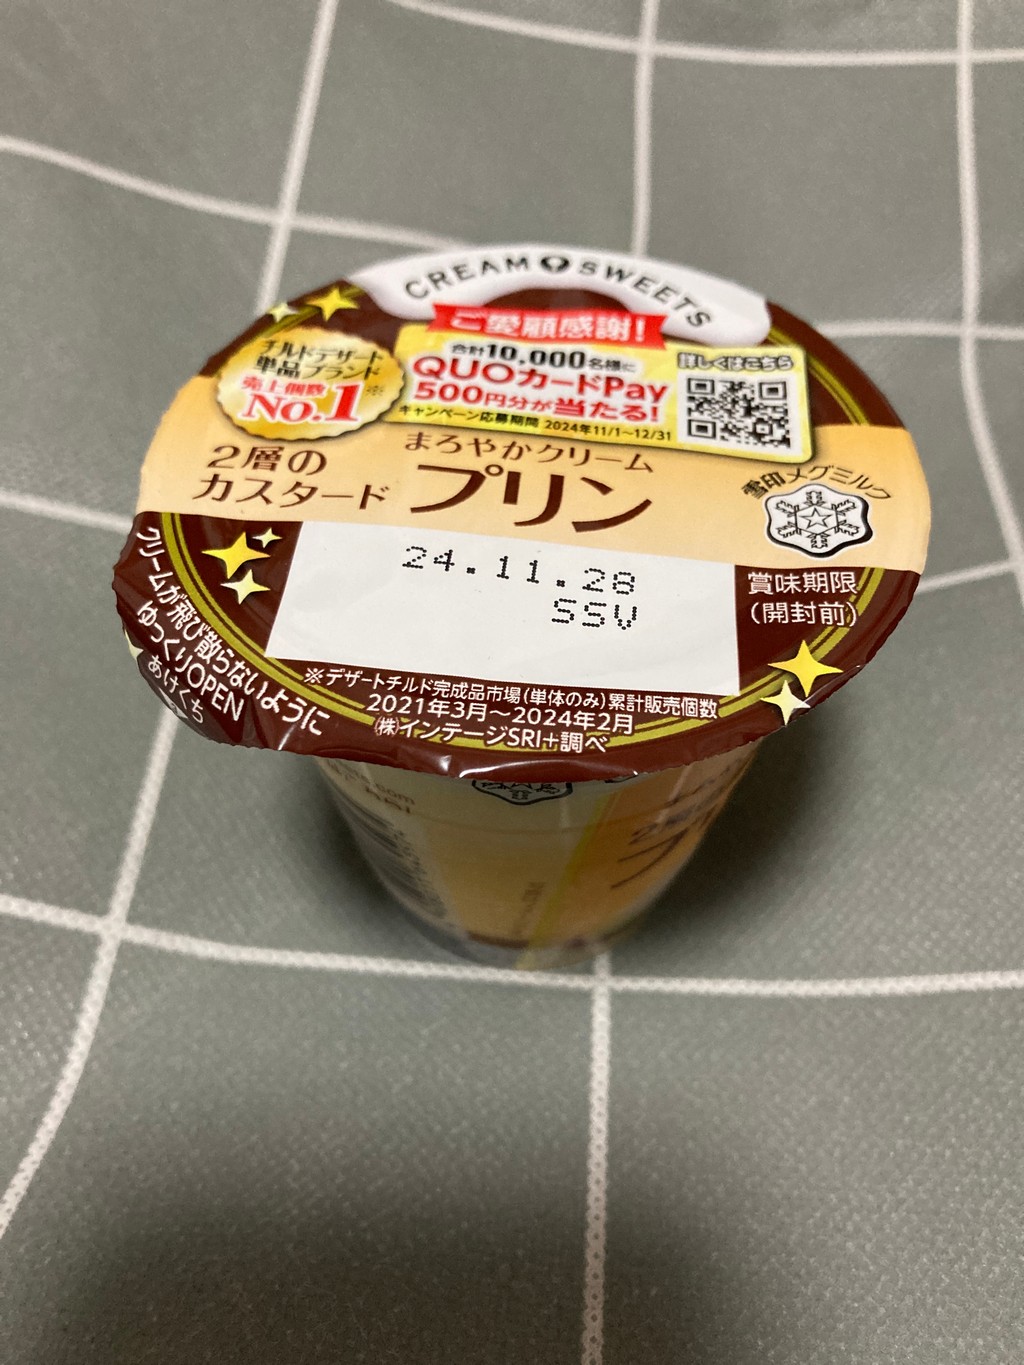 CREAM SWEETS
ご愛顧感謝!
チルドデザート
単品ブランド
売上個数
No.1※
合計10,000名様に
QUOカードPay
500円分が当たる!
キャンペーン応募期間 2024年11/1~12/31
詳しくはこちら
2層の
カスタード
まろやかクリーム
プリン
雪印メグミルク
24.11.28
SSV
賞味期限
(開封前)
クリームが飛び散らないように
ゆっくりOPEN
あけくち
※デザートチルド完成品市場(単体のみ)累計販売個数
2021年3月~2024年2月
(株)インテージSRI+調べ